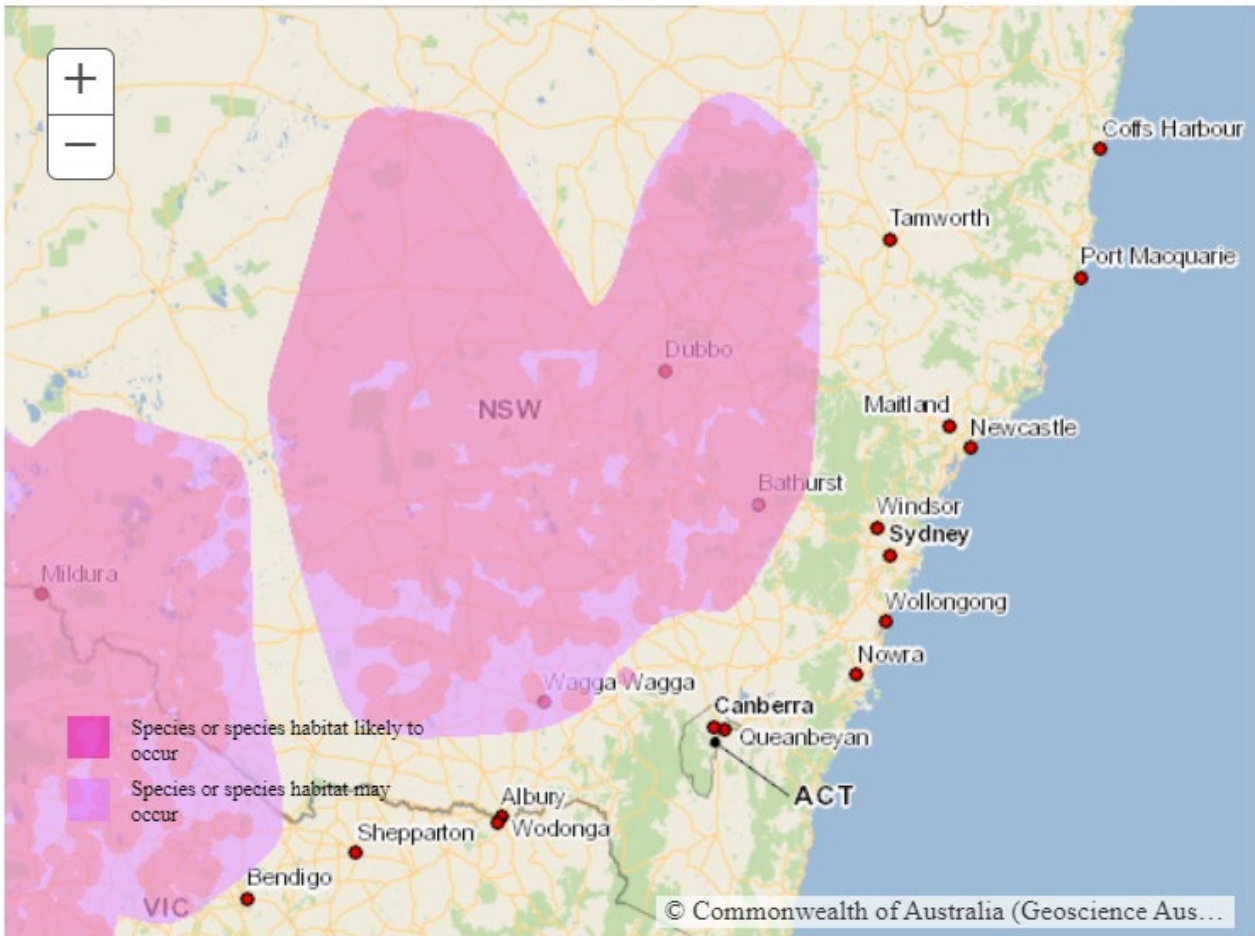 +
−
Coffs Harbour
Tamworth
Port Macquarie
Dubbo
Maitland
NSW
Newcastle
Bathurst
Windsor
Sydney
Mildura
Wollongong
Nowra
Wagga Wagga
Canberra
Queanbeyan
Species or species habitat likely to
occur
Species or species habitat may
occur
ACT
Albury
Wodonga
Shepparton
Bendigo
VIC
© Commonwealth of Australia (Geoscience Aus…